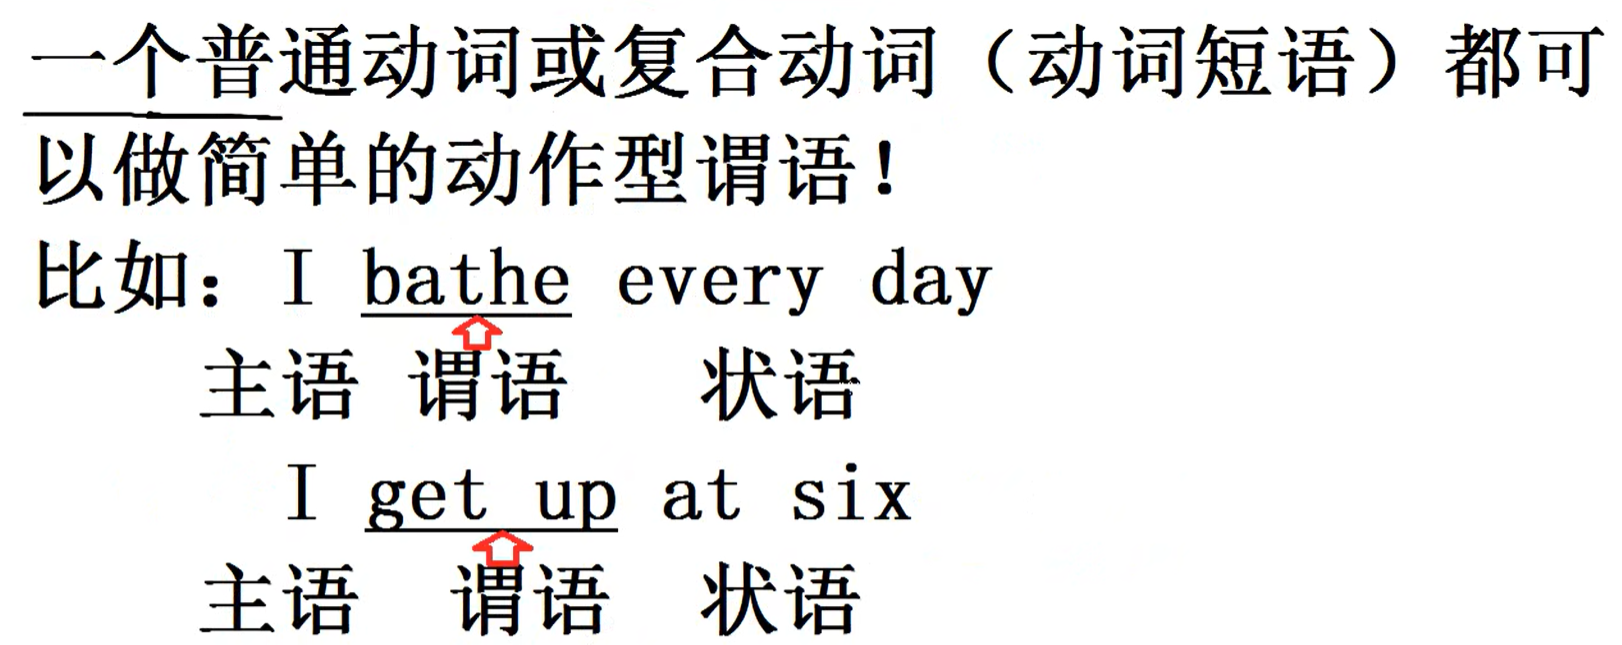 一个普通动词或复合动词（动词短语）都可
以做简单的动作型谓语！
比如：I bathe every day
主语 谓语 状语
I get up at six
主语 谓语 状语